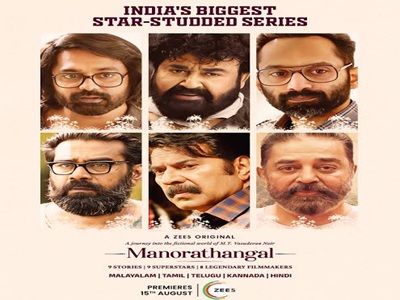 INDIA'S BIGGEST
STAR-STUDDED SERIES
A ZEE5 ORIGINAL
A journey into the fictional world of M.T. Vasudevan Nair
Manorathangal
9 STORIES | 9 SUPERSTARS | 8 LEGENDARY FILMMAKERS
MALAYALAM | TAMIL | TELUGU | KANNADA | HINDI
PREMIERES
15TH AUGUST
ZEE5